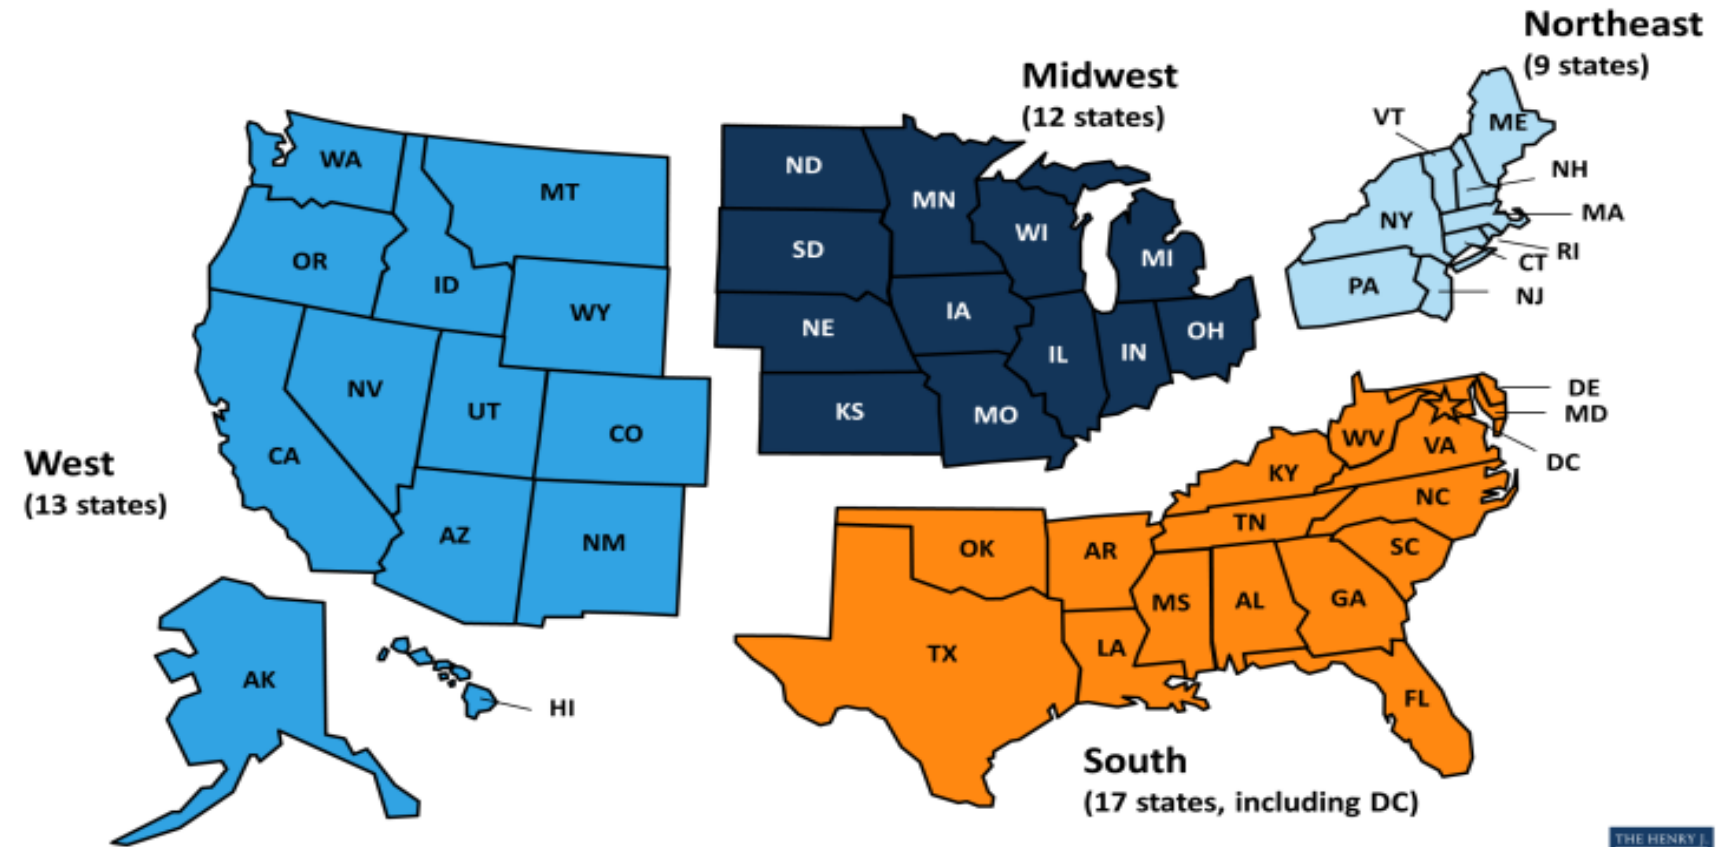 Northeast
(9 states)
Midwest
(12 states)
West
(13 states)
South
(17 states, including DC)
WA
MT
OR
ID
WY
NV
UT
CO
CA
AZ
NM
AK
HI
ND
MN
SD
WI
MI
NE
IA
IL
IN
OH
KS
MO
VT
ME
NH
MA
NY
RI
CT
PA
NJ
DE
MD
WV
VA
DC
KY
NC
TN
OK
AR
SC
MS
AL
GA
TX
LA
FL
THE HENRY J.